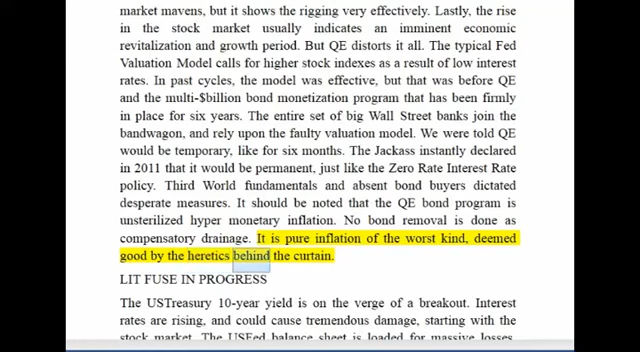 market mavens, but it shows the rigging very effectively. Lastly, the rise
in the stock market usually indicates an imminent economic
revitalization and growth period. But QE distorts it all. The typical Fed
Valuation Model calls for higher stock indexes as a result of low interest
rates. In past cycles, the model was effective, but that was before QE
and the multi-$billion bond monetization program that has been firmly
in place for six years. The entire set of big Wall Street banks join the
bandwagon, and rely upon the faulty valuation model. We were told QE
would be temporary, like for six months. The Jackass instantly declared
in 2011 that it would be permanent, just like the Zero Rate Interest Rate
policy. Third World fundamentals and absent bond buyers dictated
desperate measures. It should be noted that the QE bond program is
unsterilized hyper monetary inflation. No bond removal is done as
compensatory drainage. It is pure inflation of the worst kind, deemed
good by the heretics behind the curtain.
LIT FUSE IN PROGRESS
The USTreasury 10-year yield is on the verge of a breakout. Interest
rates are rising, and could cause tremendous damage, starting with the
stock market. The USFed balance sheet is loaded for massive losses.